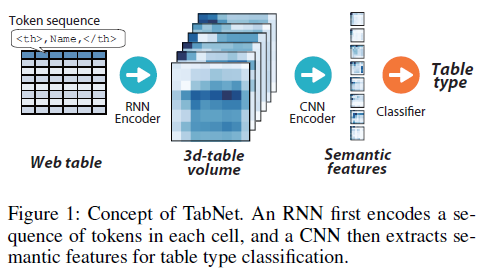 Token sequence
<th>,Name,</th>
RNN
Encoder
CNN
Encoder
Classifier
Table
type
Web table
3d-table
volume
Semantic
features
Figure 1: Concept of TabNet. An RNN first encodes a se-
quence of tokens in each cell, and a CNN then extracts se-
mantic features for table type classification.